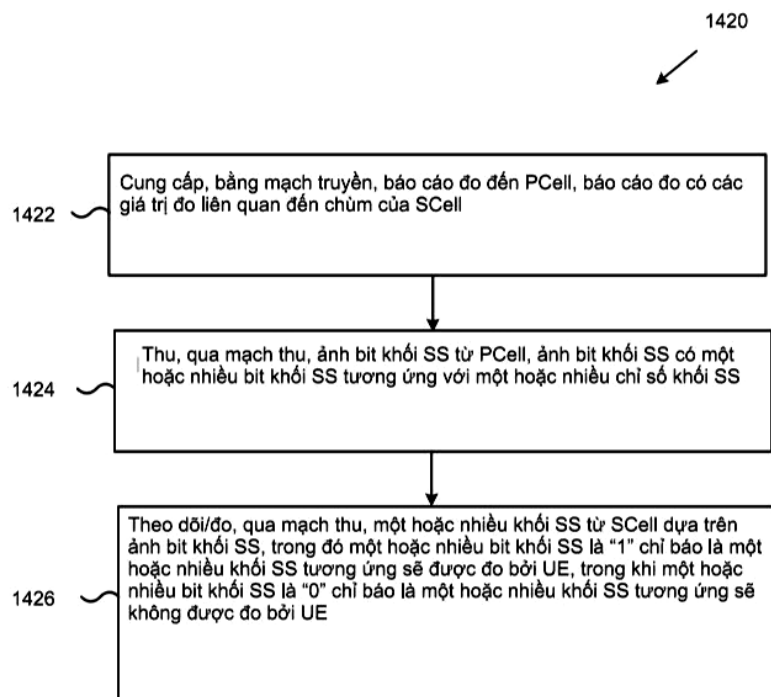 1420
1422
Cung cấp, bằng mạch truyền, báo cáo đo đến PCell, báo cáo đo có các
giá trị đo liên quan đến chùm của SCell
1424
Thu, qua mạch thu, ảnh bit khối SS từ PCell, ảnh bit khối SS có một
hoặc nhiều bit khối SS tương ứng với một hoặc nhiều chỉ số khối SS
1426
Theo dõi/đo, qua mạch thu, một hoặc nhiều khối SS từ SCell dựa trên
ảnh bit khối SS, trong đó một hoặc nhiều bit khối SS là “1” chỉ báo là một
hoặc nhiều khối SS tương ứng sẽ được đo bởi UE, trong khi một hoặc
nhiều bit khối SS là “0” chỉ báo là một hoặc nhiều khối SS tương ứng sẽ
không được đo bởi UE